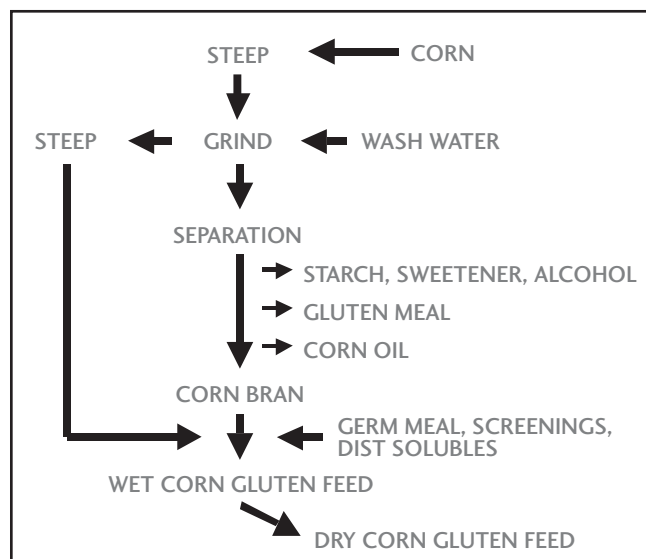 STEEP
CORN
STEEP
GRIND
WASH WATER
SEPARATION
STARCH, SWEETENER, ALCOHOL
GLUTEN MEAL
CORN OIL
CORN BRAN
GERM MEAL, SCREENINGS,
DIST SOLUBLES
WET CORN GLUTEN FEED
DRY CORN GLUTEN FEED